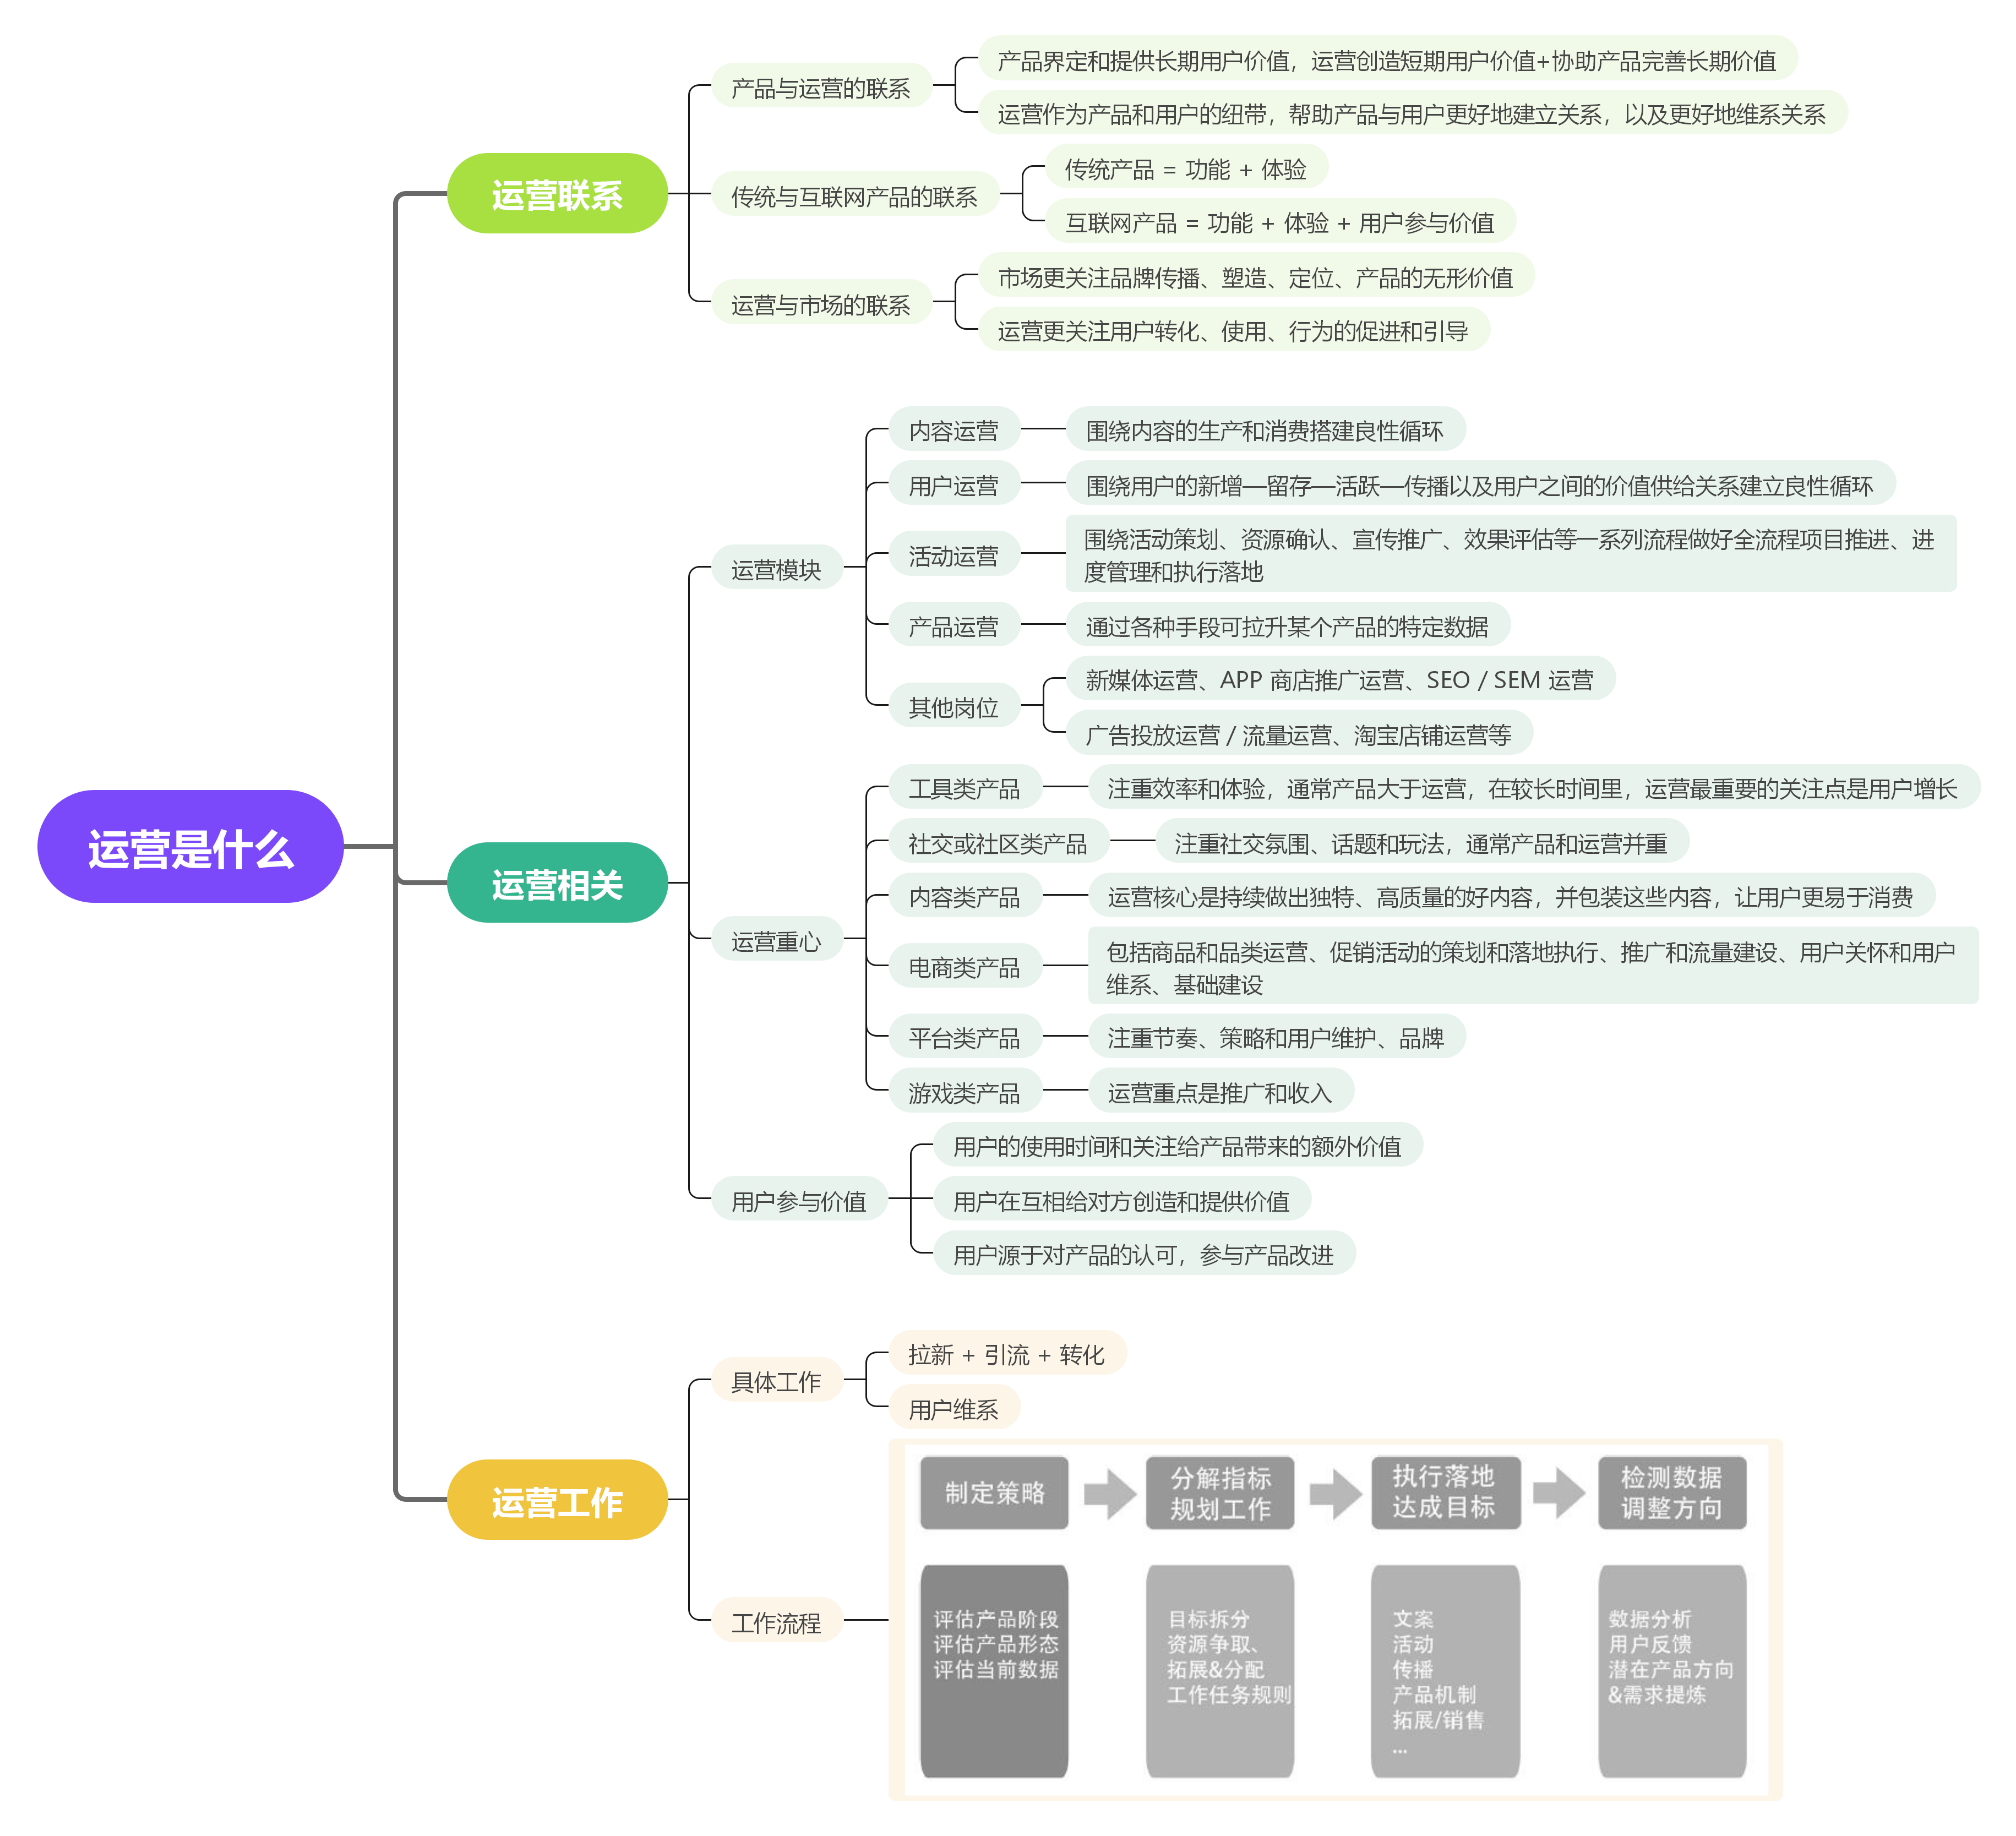 运营是什么
运营联系
产品与运营的联系
产品界定和提供长期用户价值，运营创造短期用户价值+协助产品完善长期价值
运营作为产品和用户的纽带，帮助产品与用户更好地建立关系，以及更好地维系关系
传统与互联网产品的联系
传统产品 = 功能 + 体验
互联网产品 = 功能 + 体验 + 用户参与价值
运营与市场的联系
市场更关注品牌传播、塑造、定位、产品的无形价值
运营更关注用户转化、使用、行为的促进和引导
运营相关
运营模块
内容运营
围绕内容的生产和消费搭建良性循环
用户运营
围绕用户的新增—留存—活跃—传播以及用户之间的价值供给关系建立良性循环
活动运营
围绕活动策划、资源确认、宣传推广、效果评估等一系列流程做好全流程项目推进、进
度管理和执行落地
产品运营
通过各种手段可拉升某个产品的特定数据
其他岗位
新媒体运营、APP 商店推广运营、SEO / SEM 运营
广告投放运营 / 流量运营、淘宝店铺运营等
运营重心
工具类产品
注重效率和体验，通常产品大于运营，在较长时间里，运营最重要的关注点是用户增长
社交或社区类产品
注重社交氛围、话题和玩法，通常产品和运营并重
内容类产品
运营核心是持续做出独特、高质量的好内容，并包装这些内容，让用户更易于消费
电商类产品
包括商品和品类运营、促销活动的策划和落地执行、推广和流量建设、用户关怀和用户
维系、基础建设
平台类产品
注重节奏、策略和用户维护、品牌
游戏类产品
运营重点是推广和收入
用户参与价值
用户的使用时间和关注给产品带来的额外价值
用户在互相给对方创造和提供价值
用户源于对产品的认可，参与产品改进
运营工作
具体工作
拉新 + 引流 + 转化
用户维系
工作流程
制定策略
分解指标
规划工作
执行落地
达成目标
检测数据
调整方向
评估产品阶段
评估产品形态
评估当前数据
目标拆分
资源争取、
拓展&分配
工作任务规则
文案
活动
传播
产品机制
拓展/销售
...
数据分析
用户反馈
潜在产品方向
&需求提炼